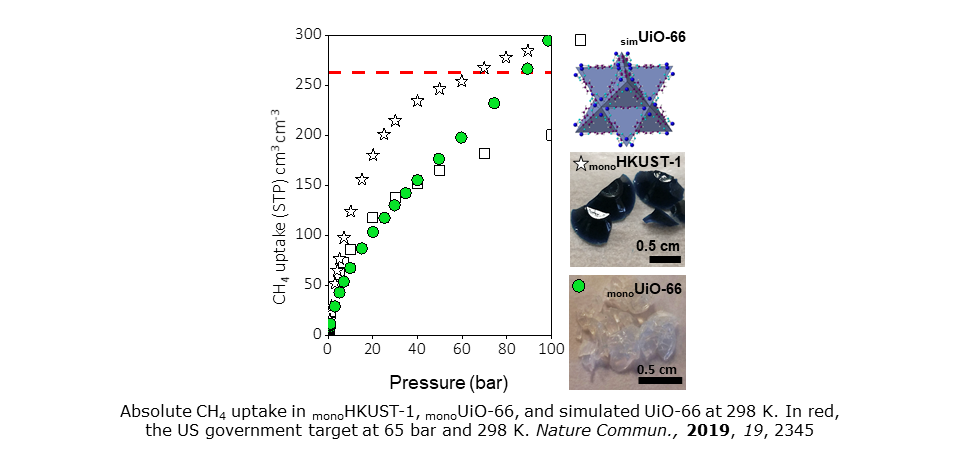 300
250
200
150
100
50
0
CH₄ uptake (STP) cm³ cm⁻³
0 20 40 60 80 100
Pressure (bar)
simUiO-66
monoHKUST-1
0.5 cm
monoUiO-66
0.5 cm
Absolute CH₄ uptake in monoHKUST-1, monoUiO-66, and simulated UiO-66 at 298 K. In red,
the US government target at 65 bar and 298 K. Nature Commun., 2019, 19, 2345